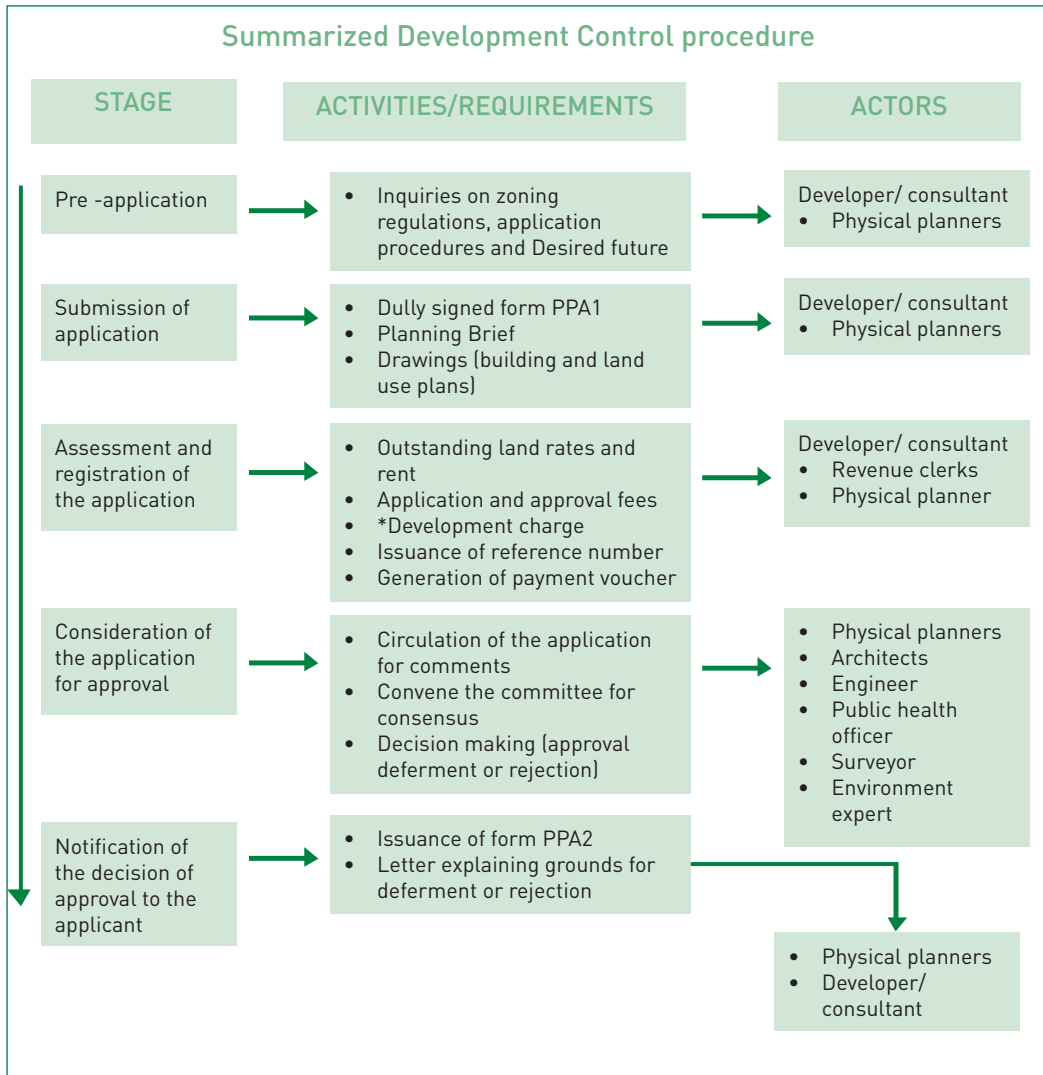 Summarized Development Control procedure
STAGE
ACTIVITIES/REQUIREMENTS
ACTORS
Pre -application
• Inquiries on zoning
regulations, application
procedures and Desired future
Developer/ consultant
• Physical planners
Submission of
application
• Dully signed form PPA1
• Planning Brief
• Drawings (building and land
use plans)
Developer/ consultant
• Physical planners
Assessment and
registration of
the application
• Outstanding land rates and
rent
• Application and approval fees
• *Development charge
• Issuance of reference number
• Generation of payment voucher
Developer/ consultant
• Revenue clerks
• Physical planner
Consideration of
the application
for approval
• Circulation of the application
for comments
• Convene the committee for
consensus
• Decision making (approval
deferment or rejection)
• Physical planners
• Architects
• Engineer
• Public health
officer
• Surveyor
• Environment
expert
Notification of
the decision of
approval to the
applicant
• Issuance of form PPA2
• Letter explaining grounds for
deferment or rejection
• Physical planners
• Developer/
consultant